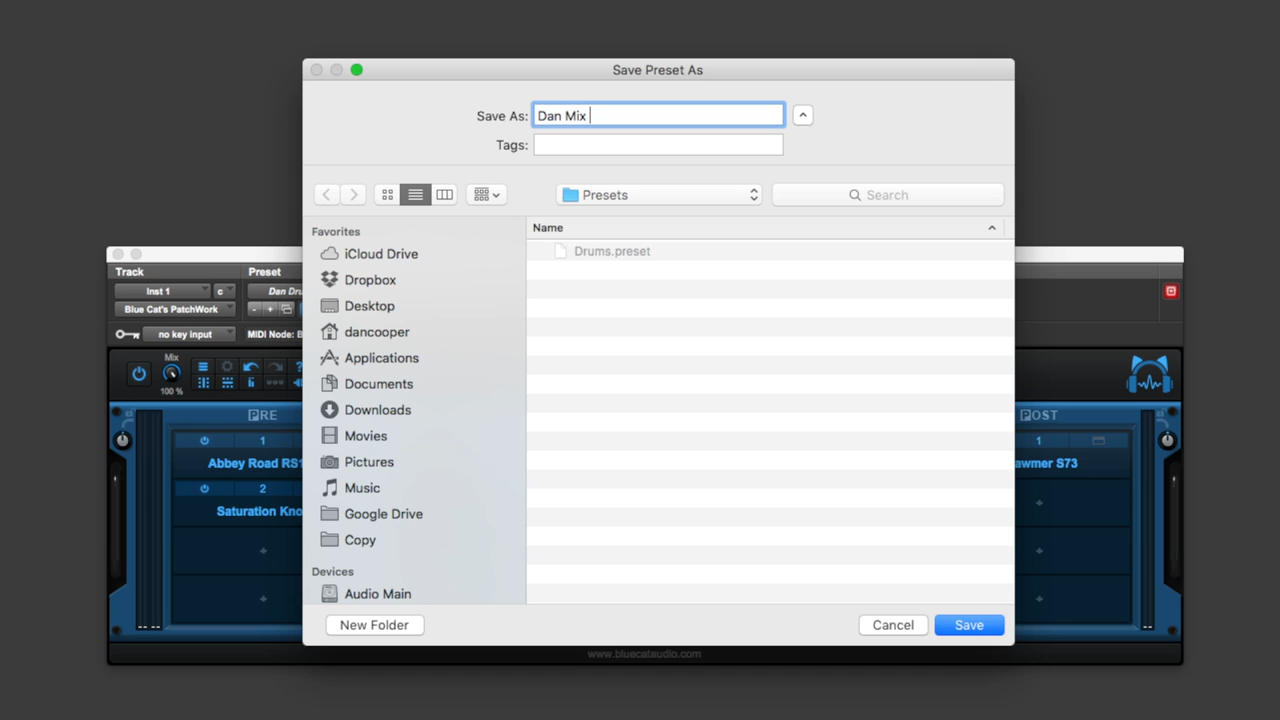 Save Preset As
Save As: Dan Mix
Tags:
Presets
Search
Favorites
iCloud Drive
Dropbox
Desktop
dancooper
Applications
Documents
Downloads
Movies
Pictures
Music
Google Drive
Copy
Devices
Audio Main
Name
Drums.preset
New Folder
Cancel
Save
Track
Preset
Inst 1
c
Dan Dru
Blue Cat's PatchWork
- +
no key input
MIDI Node: B
Mix
100 %
?
PRE
1
Abbey Road RS1
2
Saturation Kno
+
+
POST
1
awmer S73
+
+
+
www.bluecataudio.com